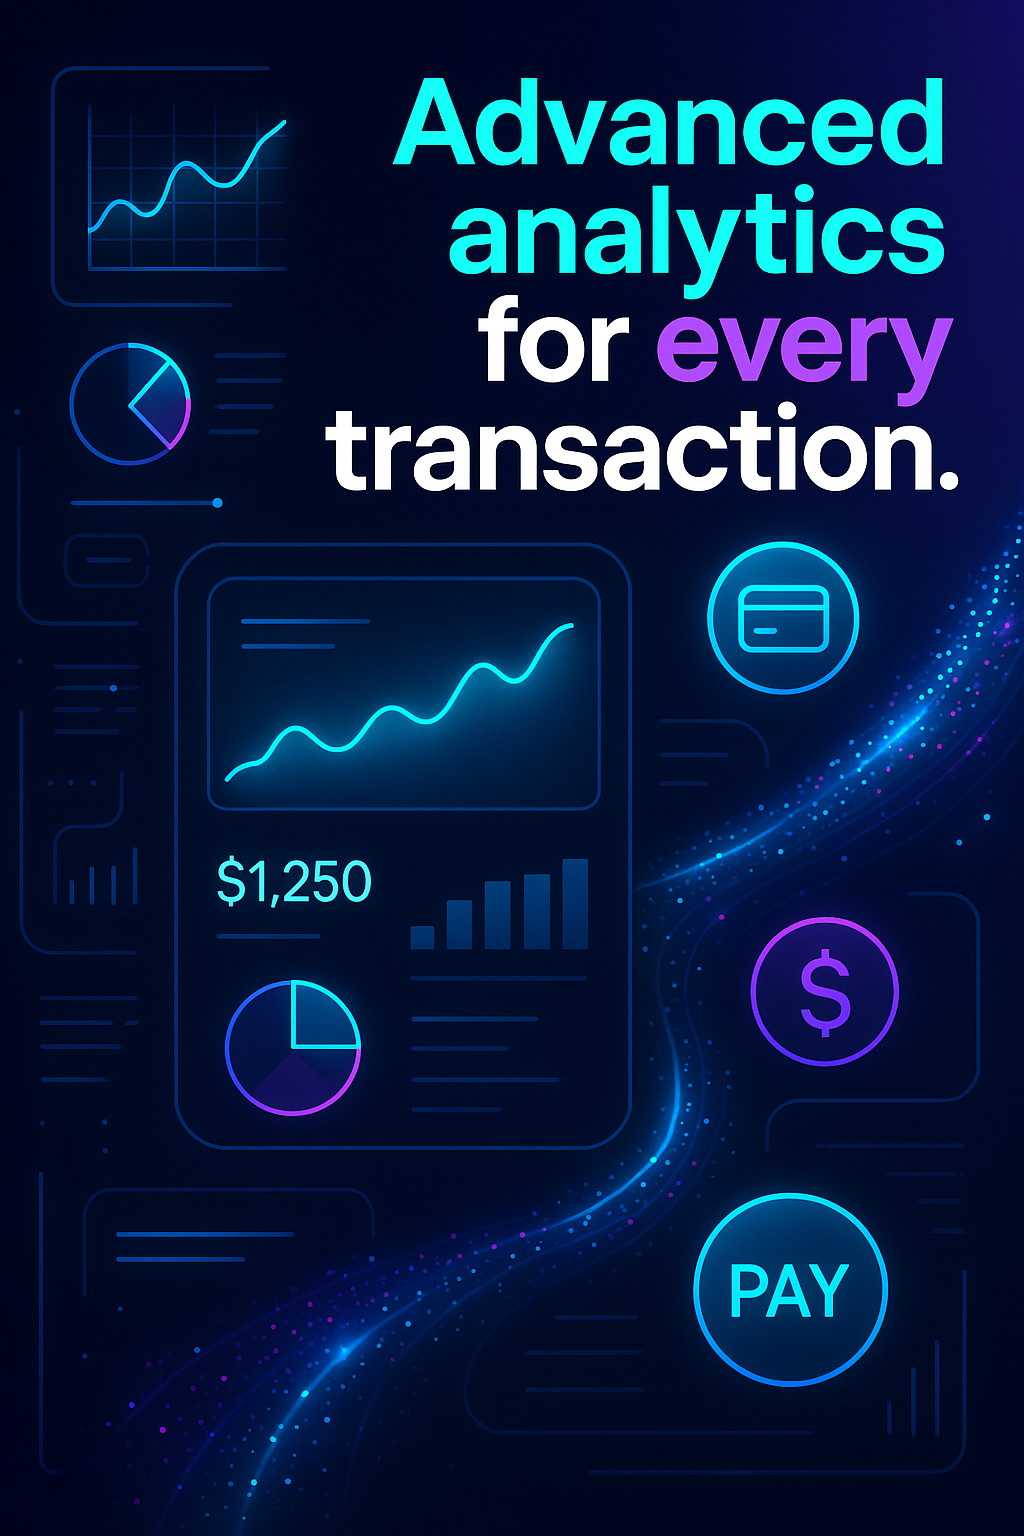 Advanced
analytics
for every
transaction.
$1,250
$
PAY